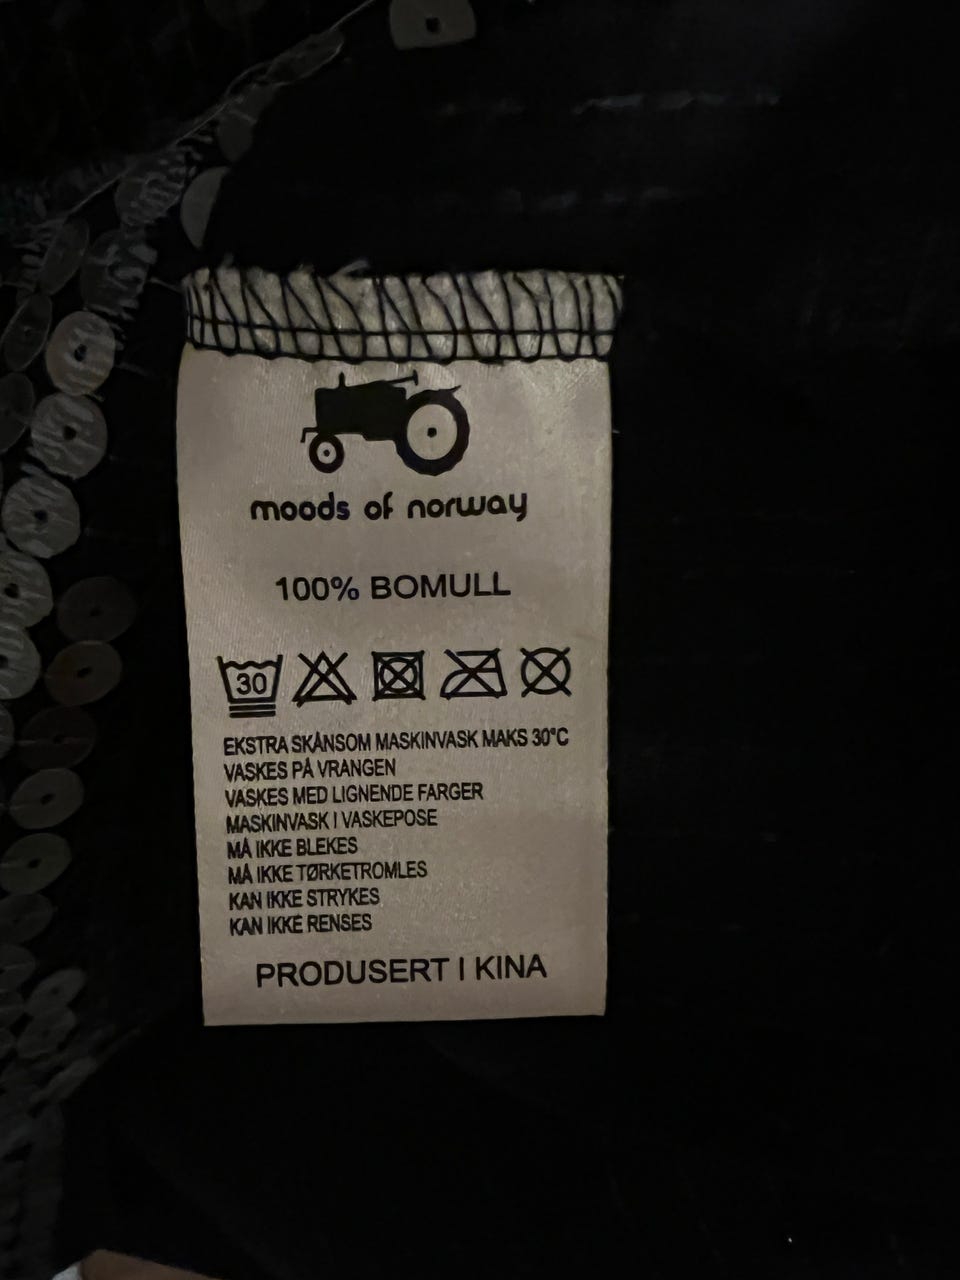 moods of norway
100% BOMULL
30
EKSTRA SKÅNSOM MASKINVASK MAKS 30°C
VASKES PÅ VRANGEN
VASKES MED LIGNENDE FARGER
MASKINVASK I VASKEPOSE
MÅ IKKE BLEKES
MÅ IKKE TØRKETROMLES
KAN IKKE STRYKES
KAN IKKE RENSES
PRODUSERT I KINA